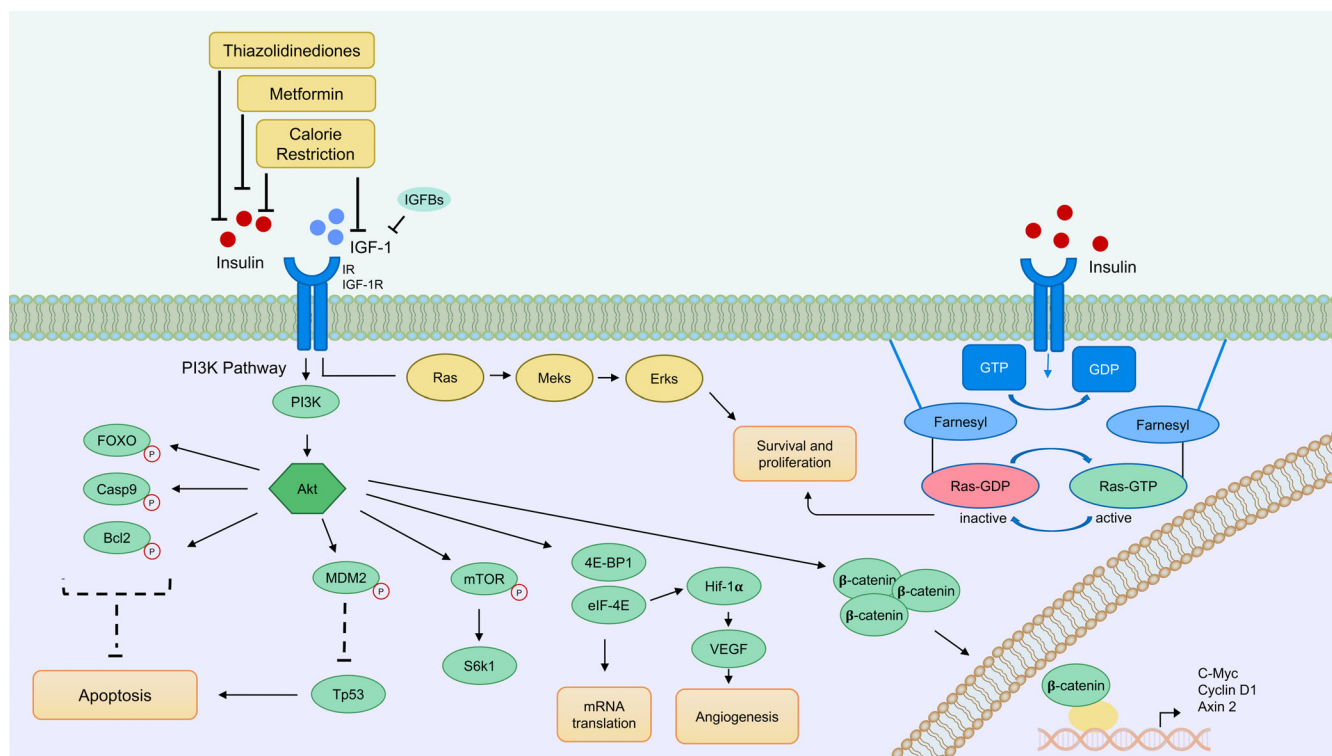 Thiazolidinediones
Metformin
Calorie
Restriction
IGFBs
IGF-1
Insulin
IR
IGF-1R
Insulin
PI3K Pathway
PI3K
Ras
Meks
Erks
GTP
GDP
Farnesyl
Farnesyl
Survival and
proliferation
Ras-GDP
Ras-GTP
inactive
active
FOXO
P
Casp9
P
Bcl2
P
Akt
MDM2
P
mTOR
P
4E-BP1
eIF-4E
Hif-1α
β-catenin
β-catenin
β-catenin
S6k1
VEGF
Apoptosis
Tp53
mRNA
translation
Angiogenesis
β-catenin
C-Myc
Cyclin D1
Axin 2